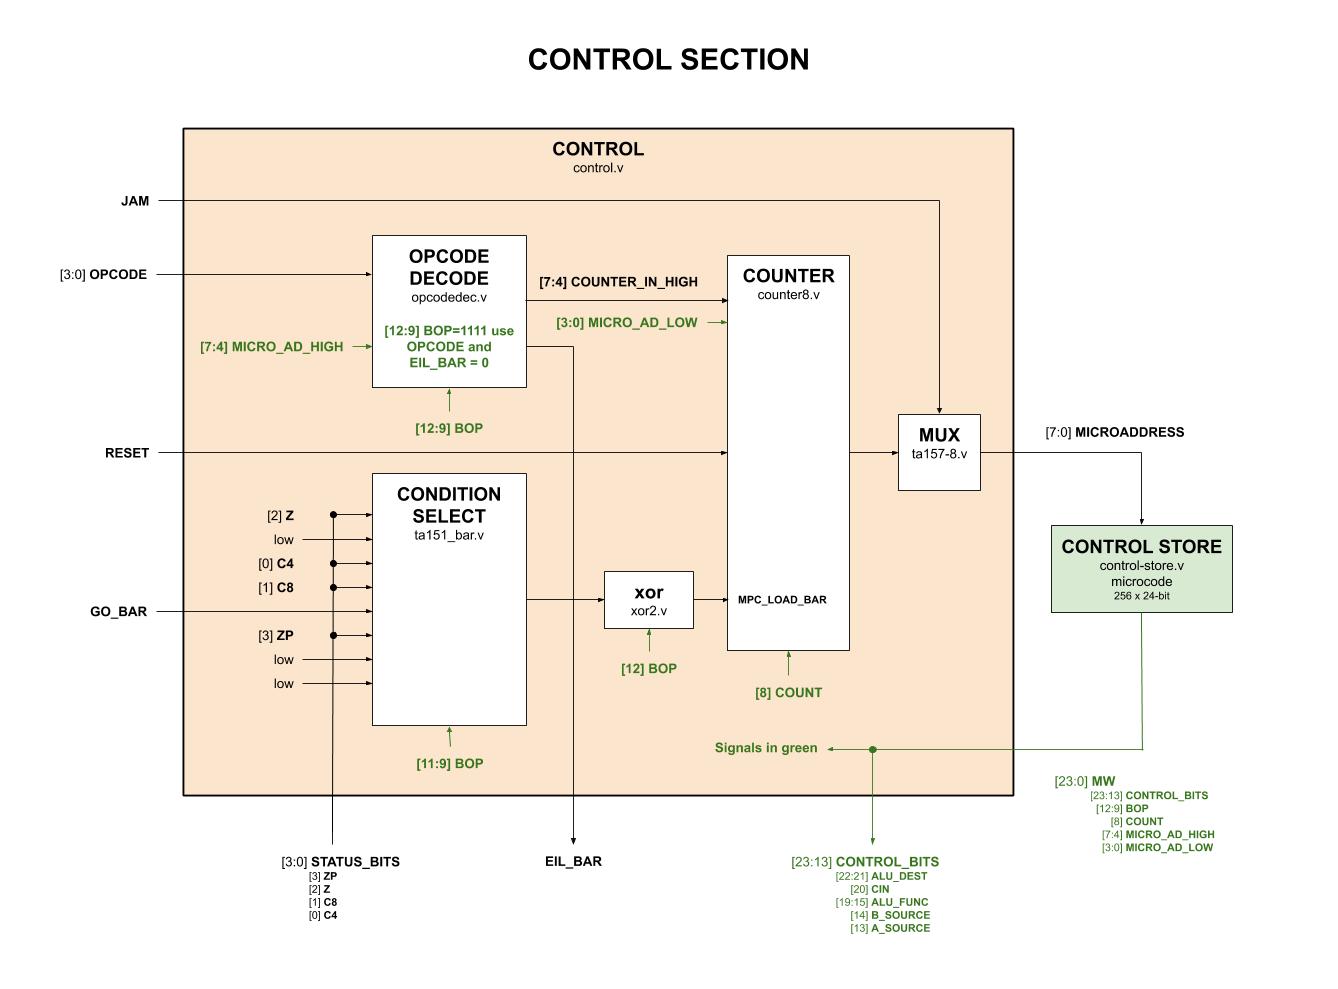 CONTROL SECTION
CONTROL
control.v
JAM
[3:0] OPCODE
OPCODE
DECODE
opcodedec.v
[12:9] BOP=1111 use
OPCODE and
EIL_BAR = 0
[7:4] MICRO_AD_HIGH
[12:9] BOP
[7:4] COUNTER_IN_HIGH
[3:0] MICRO_AD_LOW
COUNTER
counter8.v
MPC_LOAD_BAR
[8] COUNT
MUX
ta157-8.v
[7:0] MICROADDRESS
RESET
CONDITION
SELECT
ta151_bar.v
[2] Z
low
[0] C4
[1] C8
GO_BAR
[3] ZP
low
low
[11:9] BOP
xor
xor2.v
[12] BOP
CONTROL STORE
control-store.v
microcode
256 x 24-bit
Signals in green
[23:0] MW
[23:13] CONTROL_BITS
[12:9] BOP
[8] COUNT
[7:4] MICRO_AD_HIGH
[3:0] MICRO_AD_LOW
[3:0] STATUS_BITS
[3] ZP
[2] Z
[1] C8
[0] C4
EIL_BAR
[23:13] CONTROL_BITS
[22:21] ALU_DEST
[20] CIN
[19:15] ALU_FUNC
[14] B_SOURCE
[13] A_SOURCE